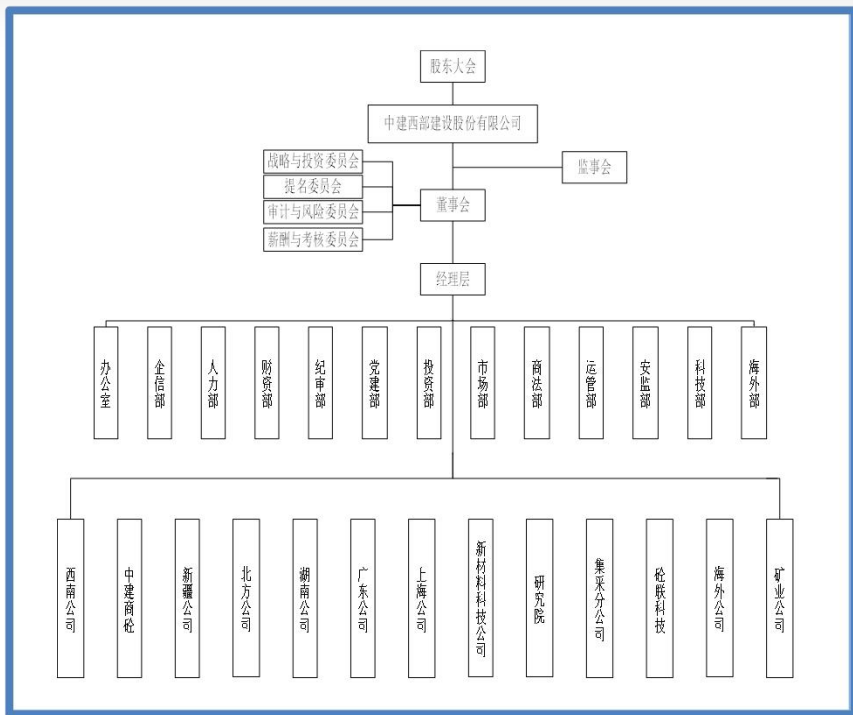 股东大会
中建西部建设股份有限公司
战略与投资委员会
监事会
提名委员会
董事会
审计与风险委员会
薪酬与考核委员会
经理层
办公室
企信部
人力部
财资部
纪审部
党建部
投资部
市场部
商法部
运管部
安监部
科技部
海外部
西南公司
中建商砼
新疆公司
北方公司
湖南公司
广东公司
上海公司
新材料科技公司
研究院
集采分公司
砼联科技
海外公司
矿业公司